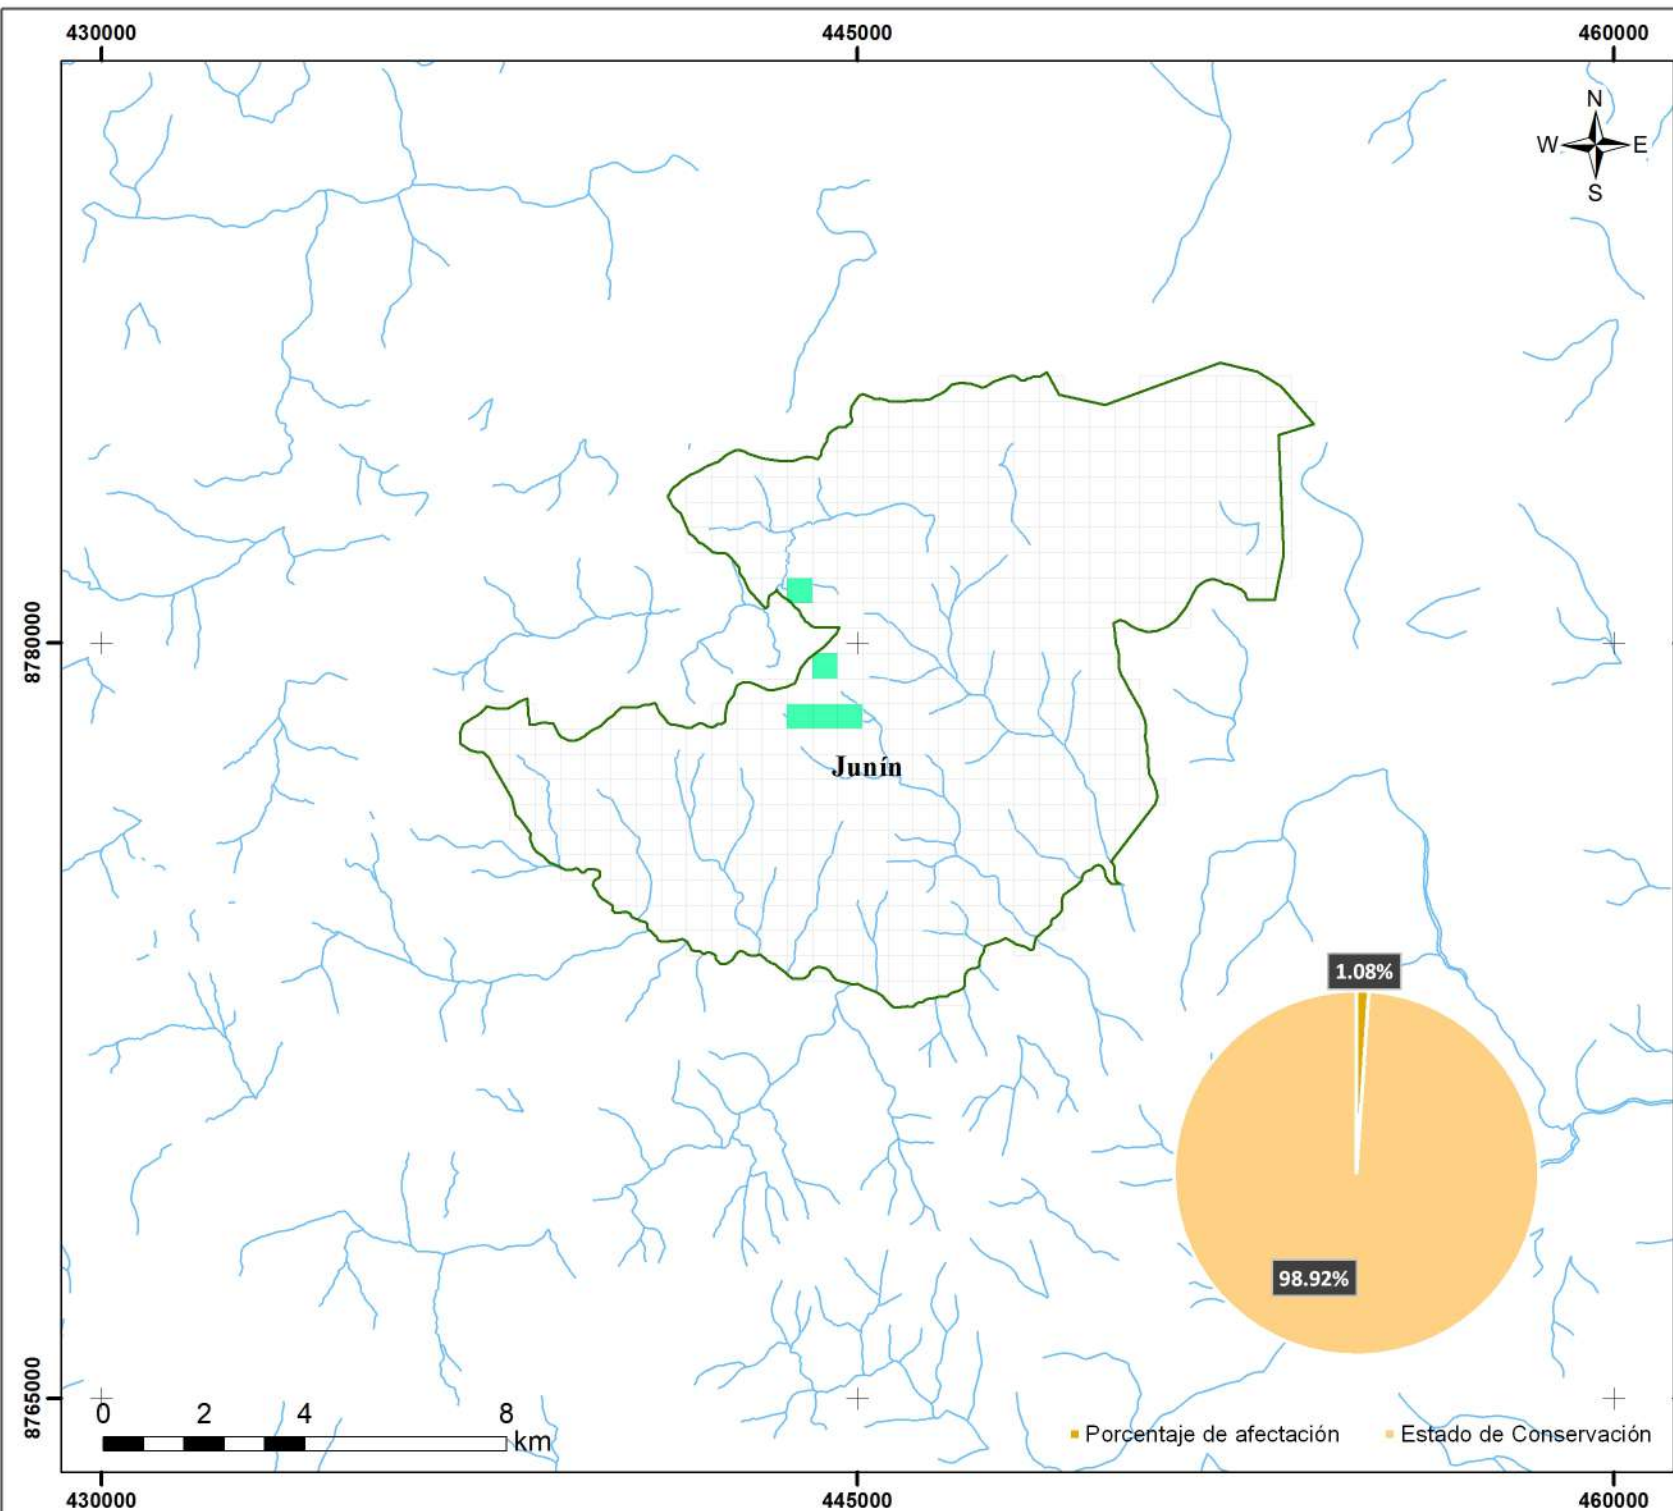 430000 445000 460000
N
W E
S
8780000
Junín
1.08%
98.92%
8765000
0 2 4 8
km
Porcentaje de afectación Estado de Conservación
430000 445000 460000